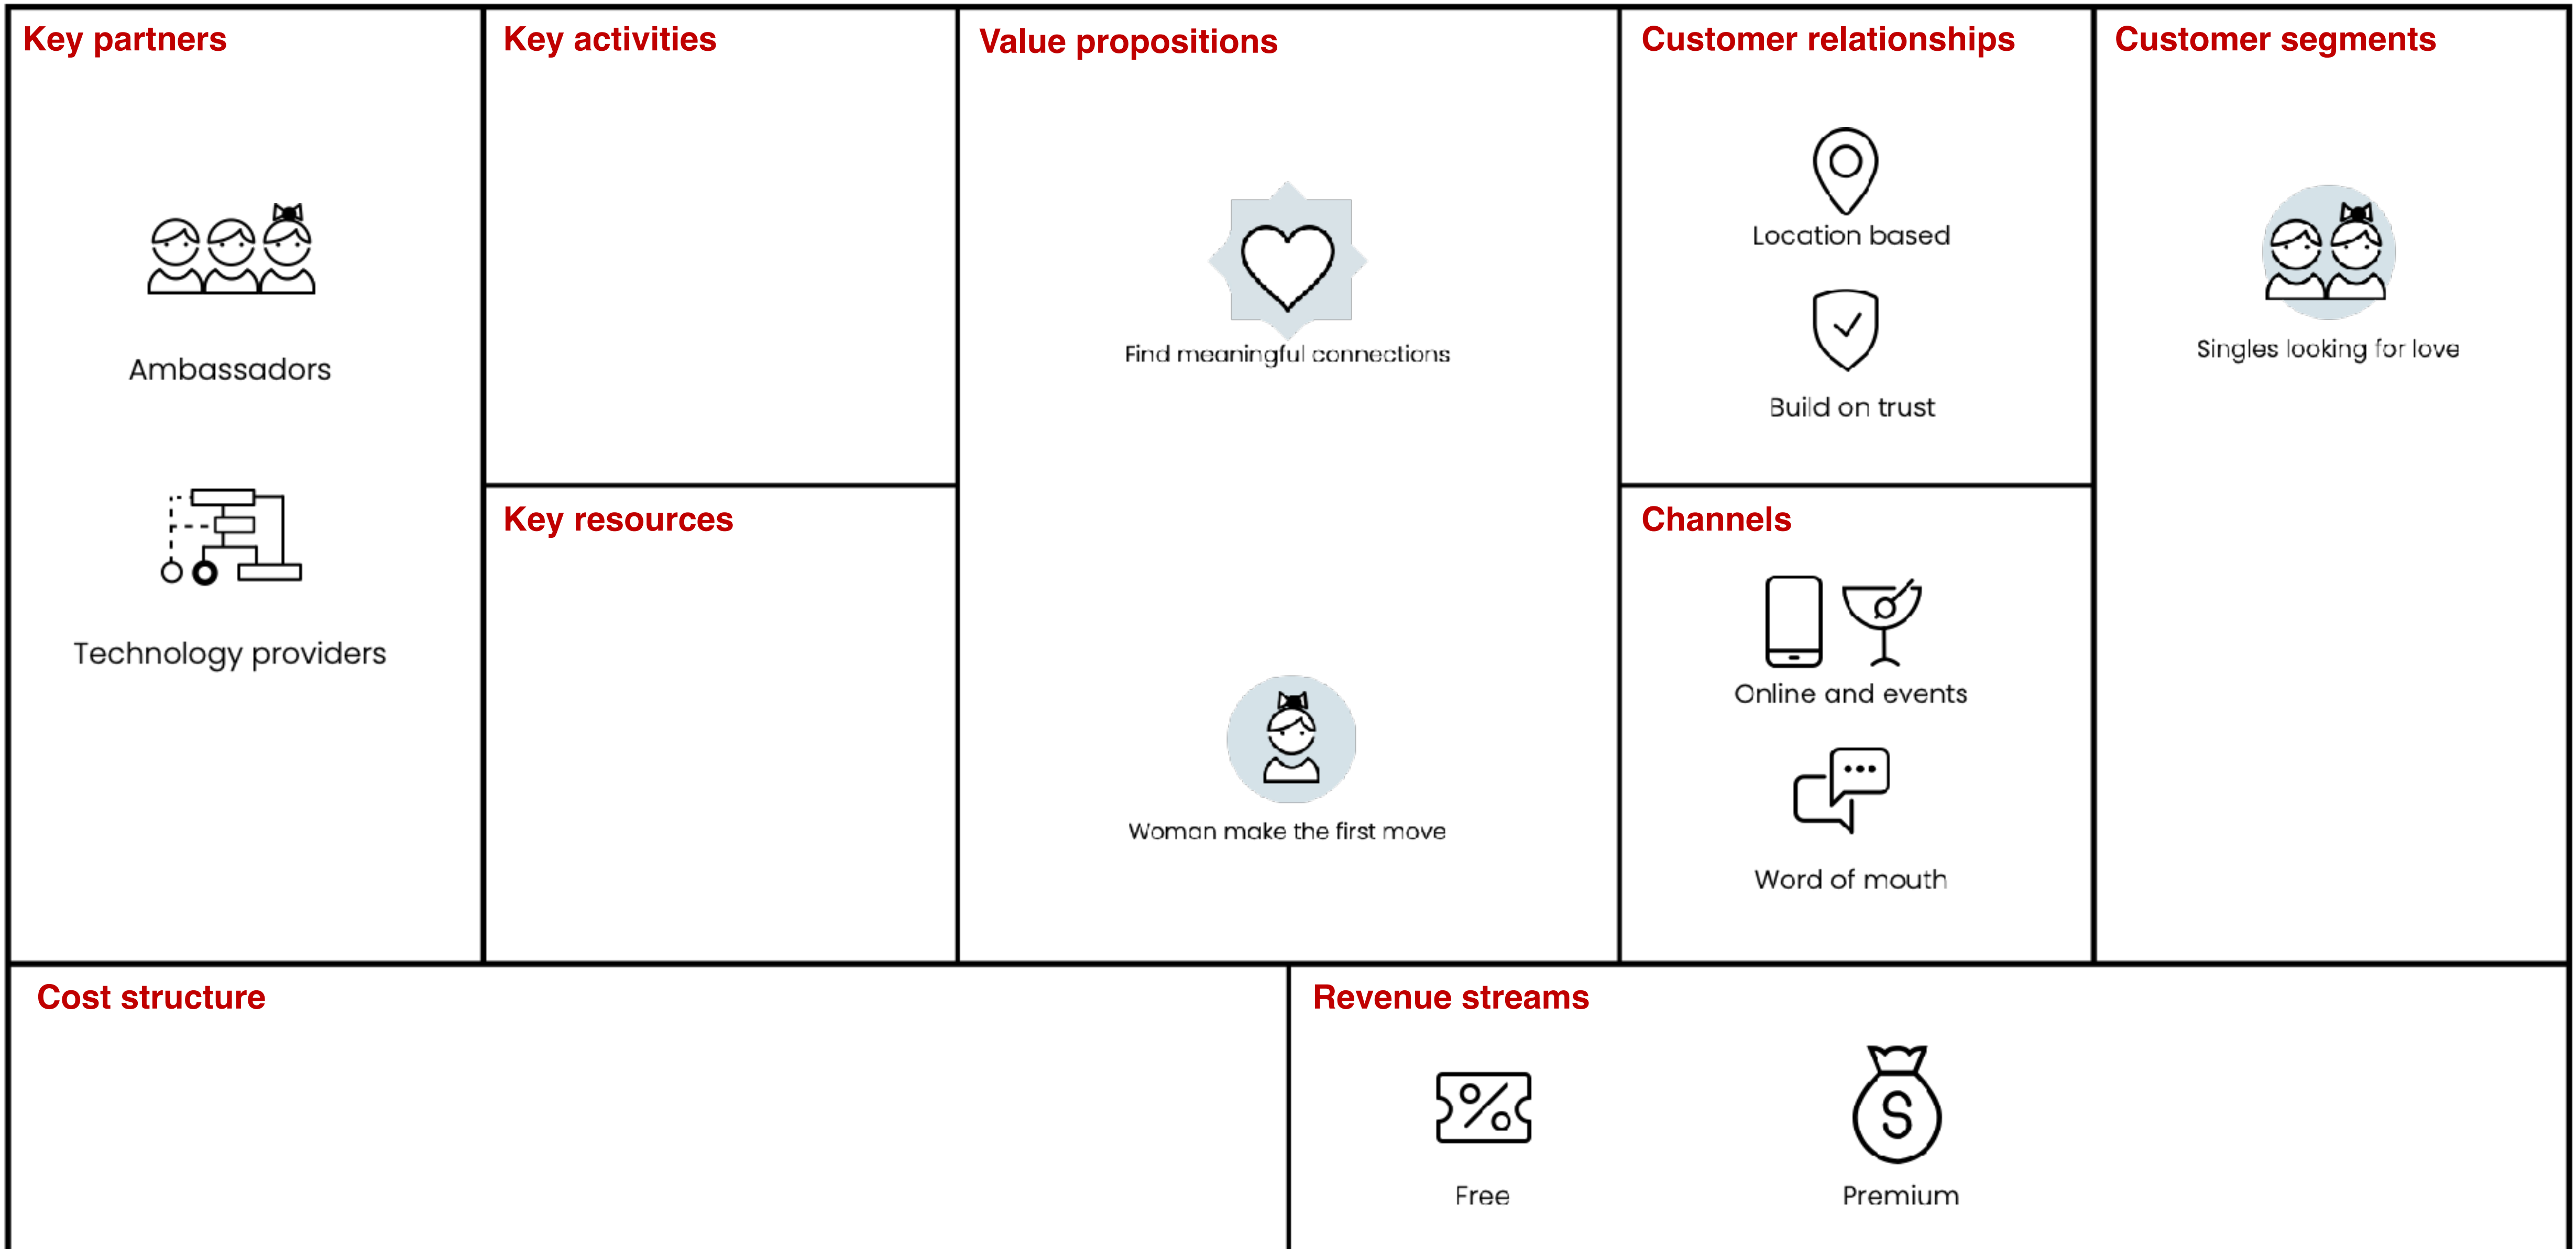 Key partners
Ambassadors
Technology providers
Key activities
Key resources
Value propositions
Find meaningful connections
Woman make the first move
Customer relationships
Location based
Build on trust
Channels
Online and events
Word of mouth
Customer segments
Singles looking for love
Cost structure
Revenue streams
Free
Premium